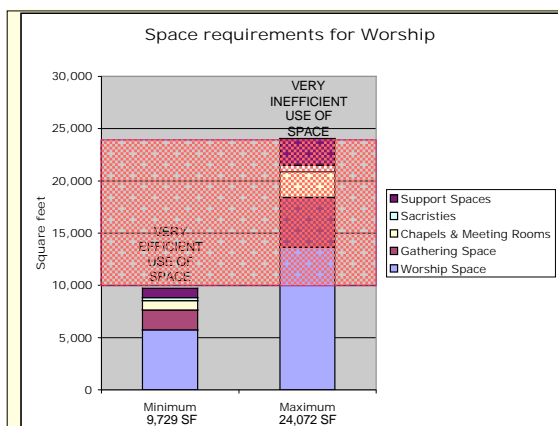 Space requirements for Worship
30,000
25,000
20,000
15,000
10,000
5,000
0
Square feet
VERY
INEFFICIENT
USE OF
SPACE
VERY
EFFICIENT
USE OF
SPACE
Support Spaces
Sacristies
Chapels & Meeting Rooms
Gathering Space
Worship Space
Minimum
9,729 SF
Maximum
24,072 SF